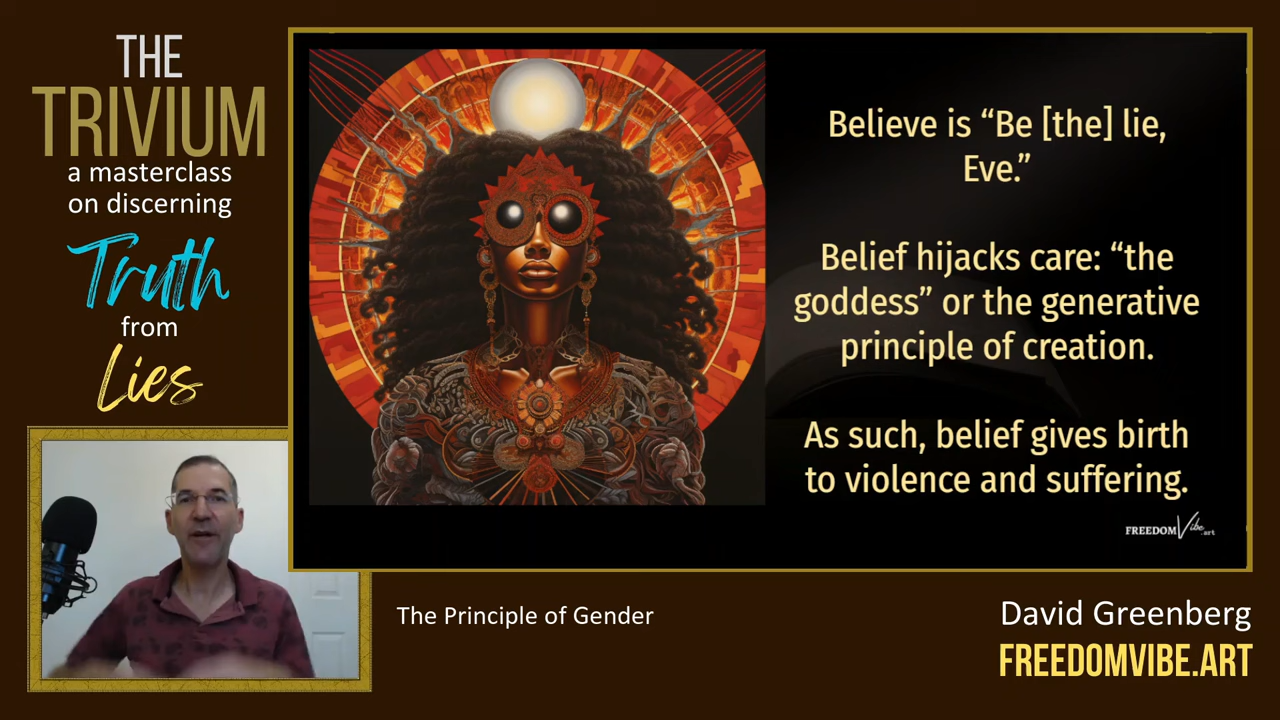 THE
TRIVIUM
a masterclass
on discerning
Truth
from
Lies
Believe is “Be [the] lie,
Eve.”
Belief hijacks care: “the
goddess” or the generative
principle of creation.
As such, belief gives birth
to violence and suffering.
FREEDOMVibe.art
The Principle of Gender
David Greenberg
FREEDOMVIBE.ART